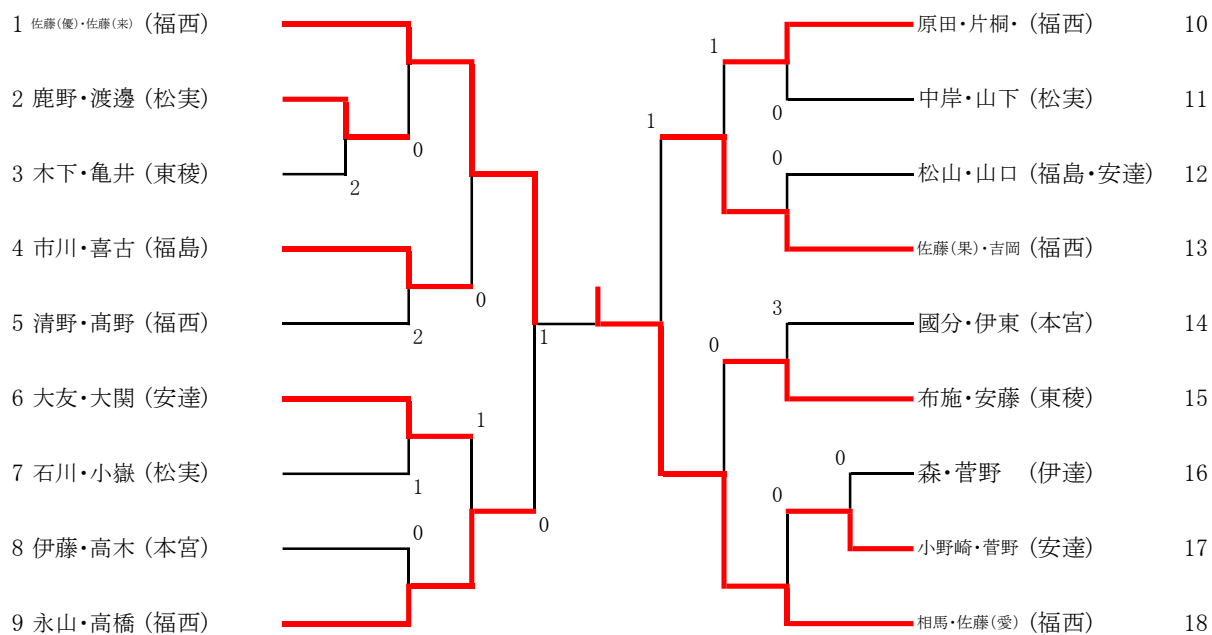 1 佐藤(優)・佐藤(来) (福西)
2 鹿野・渡邊 (松実)
0
3 木下・亀井 (東稜)
2
4 市川・喜古 (福島)
0
5 清野・髙野 (福西)
2
6 大友・大関 (安達)
1
7 石川・小嶽 (松実)
1
0
8 伊藤・高木 (本宮)
0
9 永山・高橋 (福西)
1
原田・片桐・ (福西) 10
1
中岸・山下 (松実) 11
0
1
0
松山・山口 (福島・安達) 12
佐藤(果)・吉岡 (福西) 13
3
國分・伊東 (本宮) 14
0
布施・安藤 (東稜) 15
0
森・菅野 (伊達) 16
0
小野崎・菅野 (安達) 17
相馬・佐藤(愛) (福西) 18